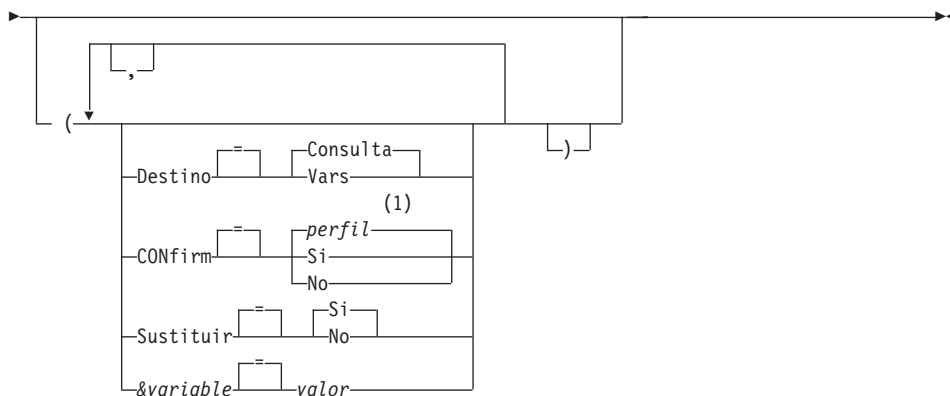 ,
(
)
Destino = Consulta
Vars
(1)
CONfirm = perfil
Si
No
Sustituir = Si
No
&variable = valor